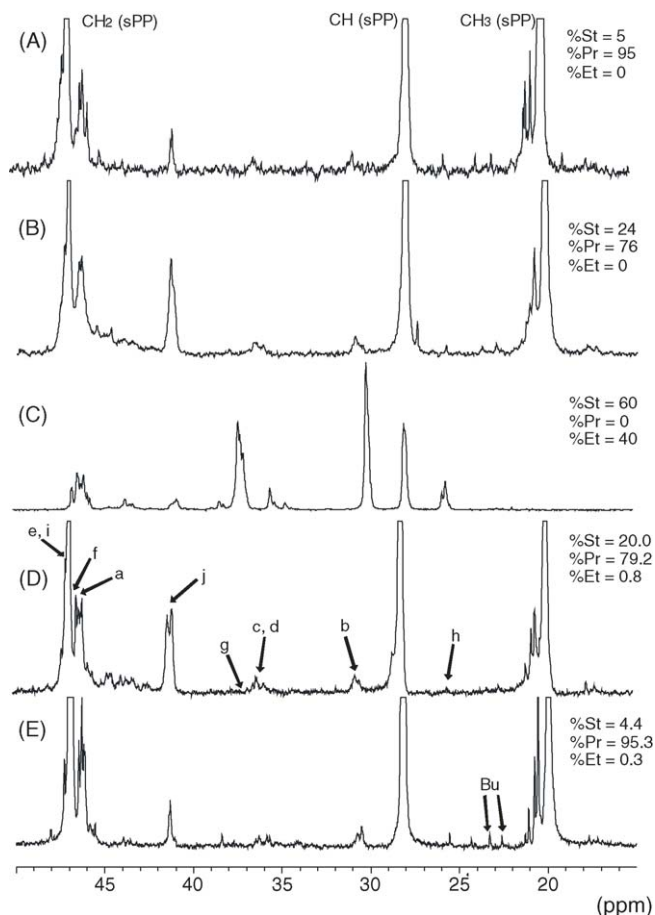 CH2 (sPP) CH (sPP) CH3 (sPP)
(A)
%St = 5
%Pr = 95
%Et = 0
(B)
%St = 24
%Pr = 76
%Et = 0
(C)
%St = 60
%Pr = 0
%Et = 40
(D)
e, i
f
a
j
g
c, d
b
h
%St = 20.0
%Pr = 79.2
%Et = 0.8
(E)
Bu
%St = 4.4
%Pr = 95.3
%Et = 0.3
45 40 35 30 25 20
(ppm)